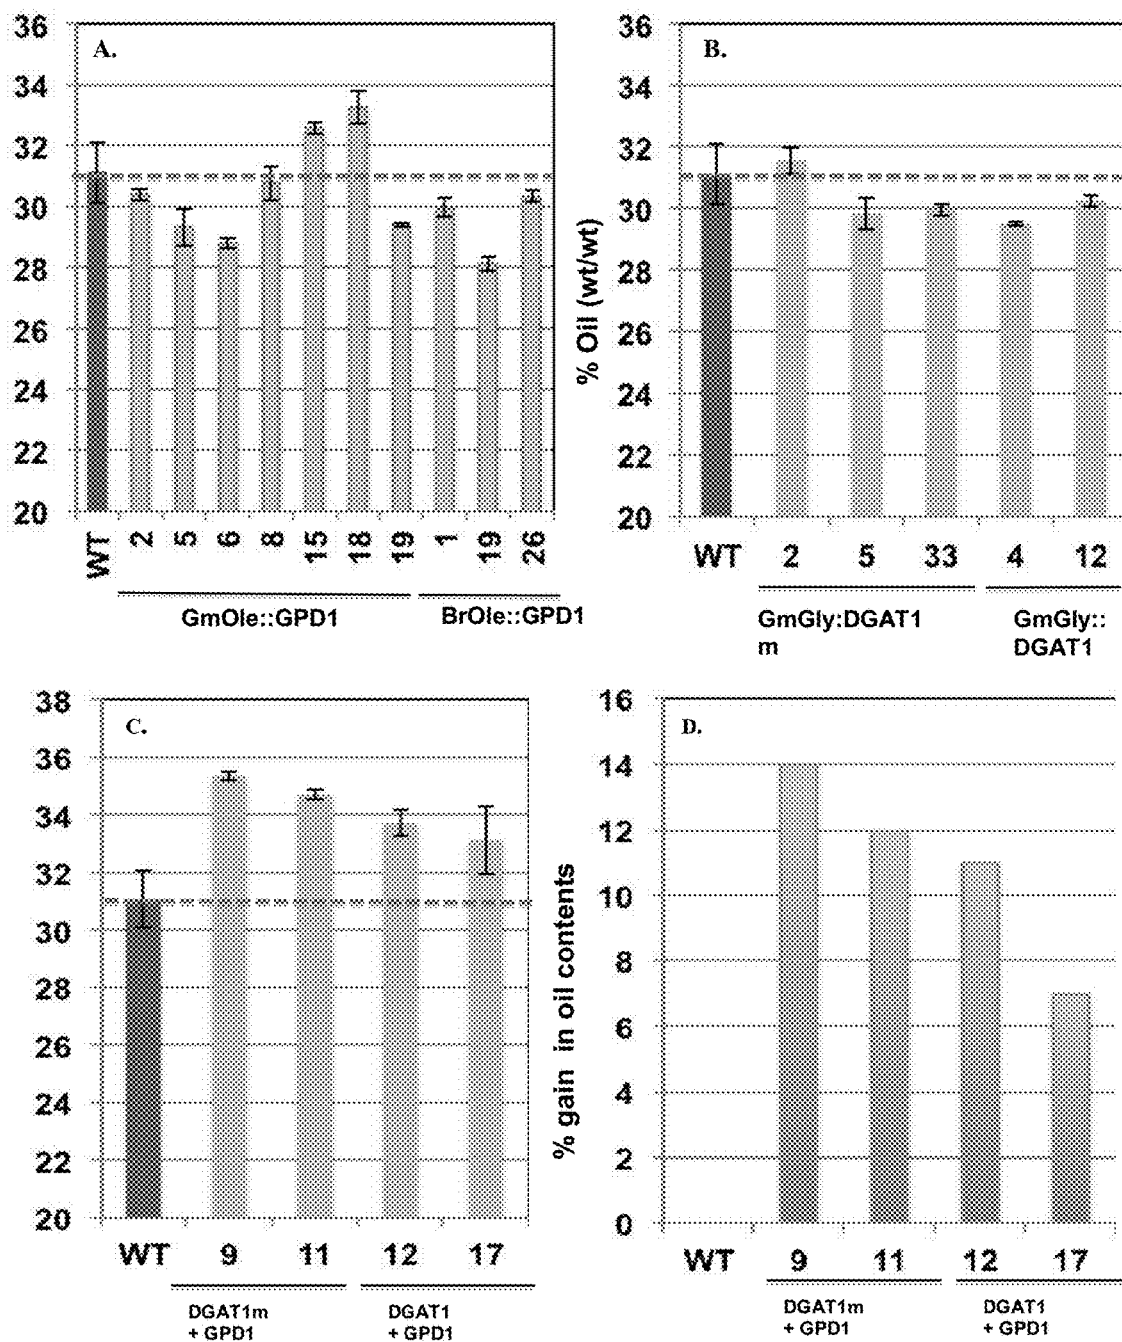 A.
36
34
32
30
28
26
24
22
20
WT 2 5 6 8 15 18 19 1 19 26
GmOle::GPD1 BrOle::GPD1
B.
% Oil (wt/wt)
36
34
32
30
28
26
24
22
20
WT 2 5 33 4 12
GmGly:DGAT1
m
GmGly::
DGAT1
C.
38
36
34
32
30
28
26
24
22
20
WT 9 11 12 17
DGAT1m
+ GPD1
DGAT1
+ GPD1
D.
% gain in oil contents
16
14
12
10
8
6
4
2
0
WT 9 11 12 17
DGAT1m
+ GPD1
DGAT1
+ GPD1